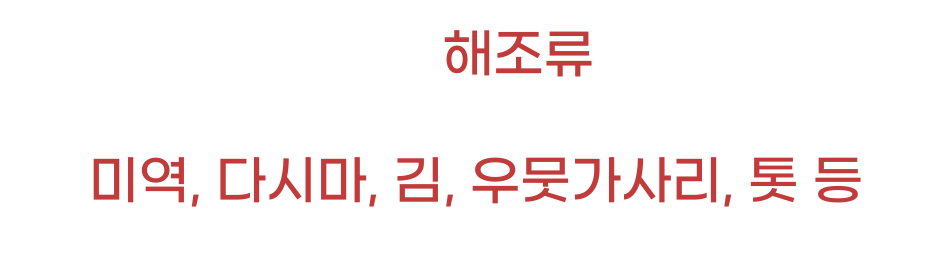 해조류
미역, 다시마, 김, 우뭇가사리, 톳 등